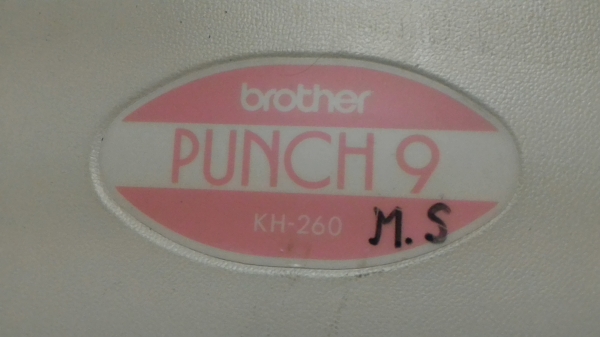 brother
PUNCH 9
KH-260 M.S